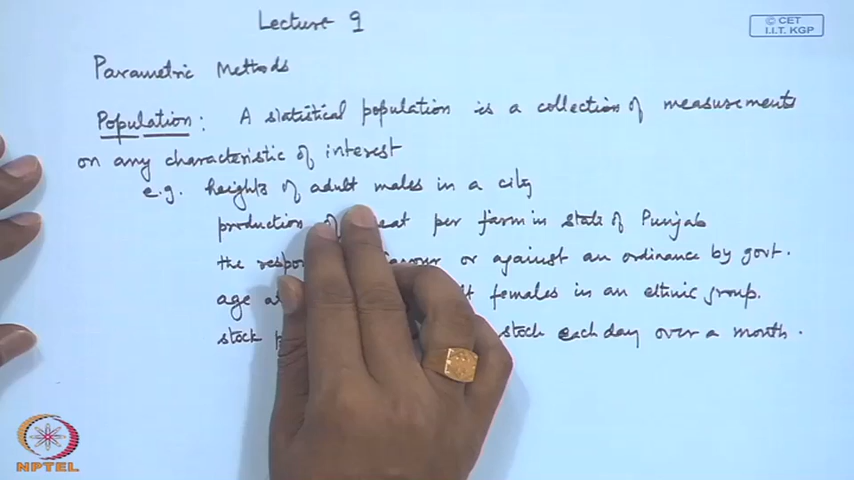 Lecture 9
© CET
I.I.T. KGP
Parametric Methods
Population : A statistical population is a collection of measurements
on any characteristic of interest
e.g. heights of adult males in a city
production per farm in state of Punjab
the or against an ordinance by govt.
age females in an ethnic group.
stock stock each day over a month.
NPTEL